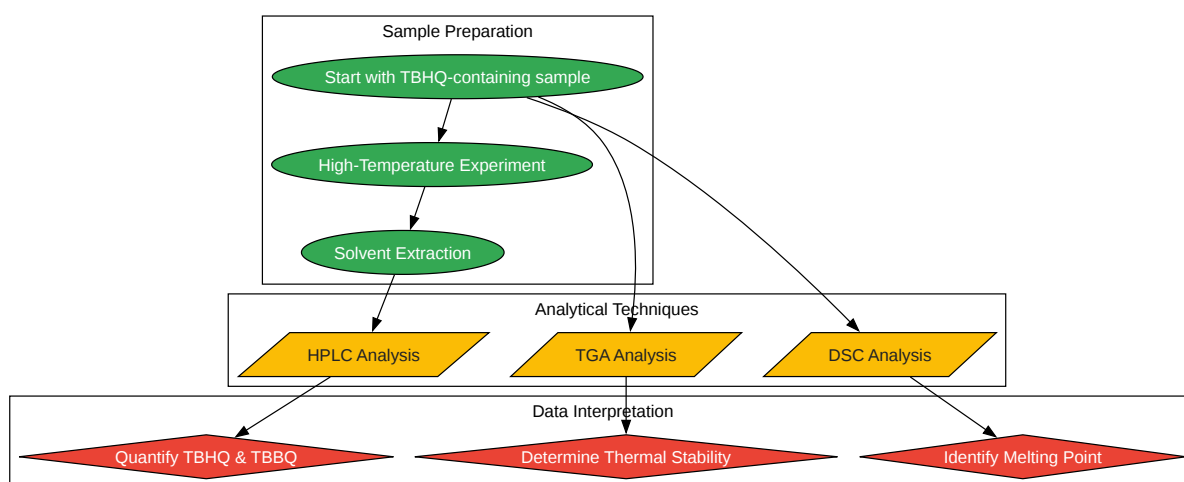 Sample Preparation
Start with TBHQ-containing sample
High-Temperature Experiment
Solvent Extraction
Analytical Techniques
HPLC Analysis
TGA Analysis
DSC Analysis
Data Interpretation
Quantify TBHQ & TBBQ
Determine Thermal Stability
Identify Melting Point